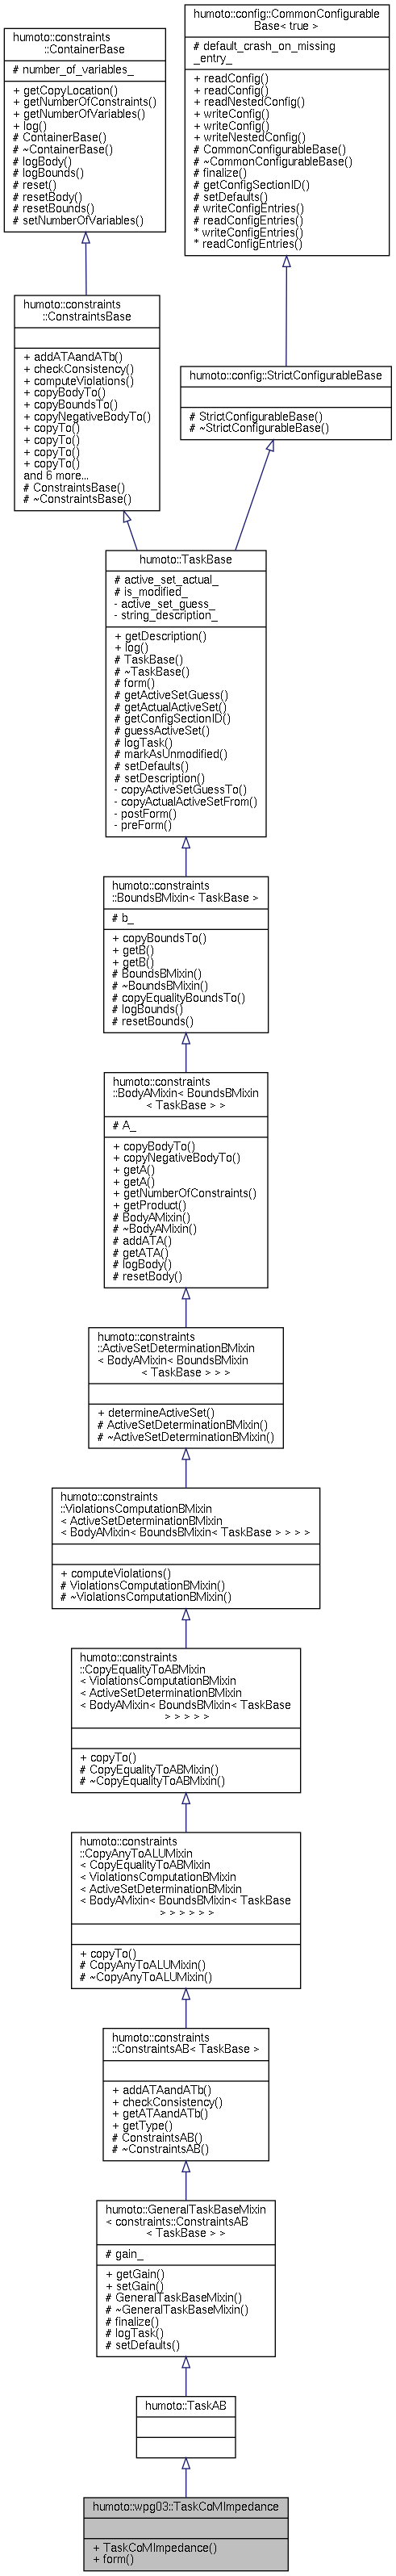 humoto::constraints
::ContainerBase
# number_of_variables_
+ getCopyLocation()
+ getNumberOfConstraints()
+ getNumberOfVariables()
+ log()
# ContainerBase()
# ~ContainerBase()
# logBody()
# logBounds()
# reset()
# resetBody()
# resetBounds()
# setNumberOfVariables()
humoto::config::CommonConfigurable
Base< true >
# default_crash_on_missing
_entry_
+ readConfig()
+ readConfig()
+ readNestedConfig()
+ writeConfig()
+ writeConfig()
+ writeNestedConfig()
# CommonConfigurableBase()
# ~CommonConfigurableBase()
# finalize()
# getConfigSectionID()
# setDefaults()
# writeConfigEntries()
# readConfigEntries()
* writeConfigEntries()
* readConfigEntries()
humoto::constraints
::ConstraintsBase
+ addATAandATb()
+ checkConsistency()
+ computeViolations()
+ copyBodyTo()
+ copyBoundsTo()
+ copyNegativeBodyTo()
+ copyTo()
+ copyTo()
+ copyTo()
+ copyTo()
and 6 more...
# ConstraintsBase()
# ~ConstraintsBase()
humoto::config::StrictConfigurableBase
# StrictConfigurableBase()
# ~StrictConfigurableBase()
humoto::TaskBase
# active_set_actual_
# is_modified_
- active_set_guess_
- string_description_
+ getDescription()
+ log()
# TaskBase()
# ~TaskBase()
# form()
# getActiveSetGuess()
# getActualActiveSet()
# getConfigSectionID()
# guessActiveSet()
# logTask()
# markAsUnmodified()
# setDefaults()
# setDescription()
- copyActiveSetGuessTo()
- copyActualActiveSetFrom()
- postForm()
- preForm()
humoto::constraints
::BoundsBMixin< TaskBase >
# b_
+ copyBoundsTo()
+ getB()
+ getB()
# BoundsBMixin()
# ~BoundsBMixin()
# copyEqualityBoundsTo()
# logBounds()
# resetBounds()
humoto::constraints
::BodyAMixin< BoundsBMixin
< TaskBase > >
# A_
+ copyBodyTo()
+ copyNegativeBodyTo()
+ getA()
+ getA()
+ getNumberOfConstraints()
+ getProduct()
# BodyAMixin()
# ~BodyAMixin()
# addATA()
# getATA()
# logBody()
# resetBody()
humoto::constraints
::ActiveSetDeterminationBMixin
< BodyAMixin< BoundsBMixin
< TaskBase > > >
+ determineActiveSet()
# ActiveSetDeterminationBMixin()
# ~ActiveSetDeterminationBMixin()
humoto::constraints
::ViolationsComputationBMixin
< ActiveSetDeterminationBMixin
< BodyAMixin< BoundsBMixin< TaskBase > > > >
+ computeViolations()
# ViolationsComputationBMixin()
# ~ViolationsComputationBMixin()
humoto::constraints
::CopyEqualityToABMixin
< ViolationsComputationBMixin
< ActiveSetDeterminationBMixin
< BodyAMixin< BoundsBMixin< TaskBase
> > > > >
+ copyTo()
# CopyEqualityToABMixin()
# ~CopyEqualityToABMixin()
humoto::constraints
::CopyAnyToALUMixin
< CopyEqualityToABMixin
< ViolationsComputationBMixin
< ActiveSetDeterminationBMixin
< BodyAMixin< BoundsBMixin< TaskBase
> > > > > >
+ copyTo()
# CopyAnyToALUMixin()
# ~CopyAnyToALUMixin()
humoto::constraints
::ConstraintsAB< TaskBase >
+ addATAandATb()
+ checkConsistency()
+ getATAandATb()
+ getType()
# ConstraintsAB()
# ~ConstraintsAB()
humoto::GeneralTaskBaseMixin
< constraints::ConstraintsAB
< TaskBase > >
# gain_
+ getGain()
+ setGain()
# GeneralTaskBaseMixin()
# ~GeneralTaskBaseMixin()
# finalize()
# logTask()
# setDefaults()
humoto::TaskAB
humoto::wpg03::TaskCoMImpedance
+ TaskCoMImpedance()
+ form()